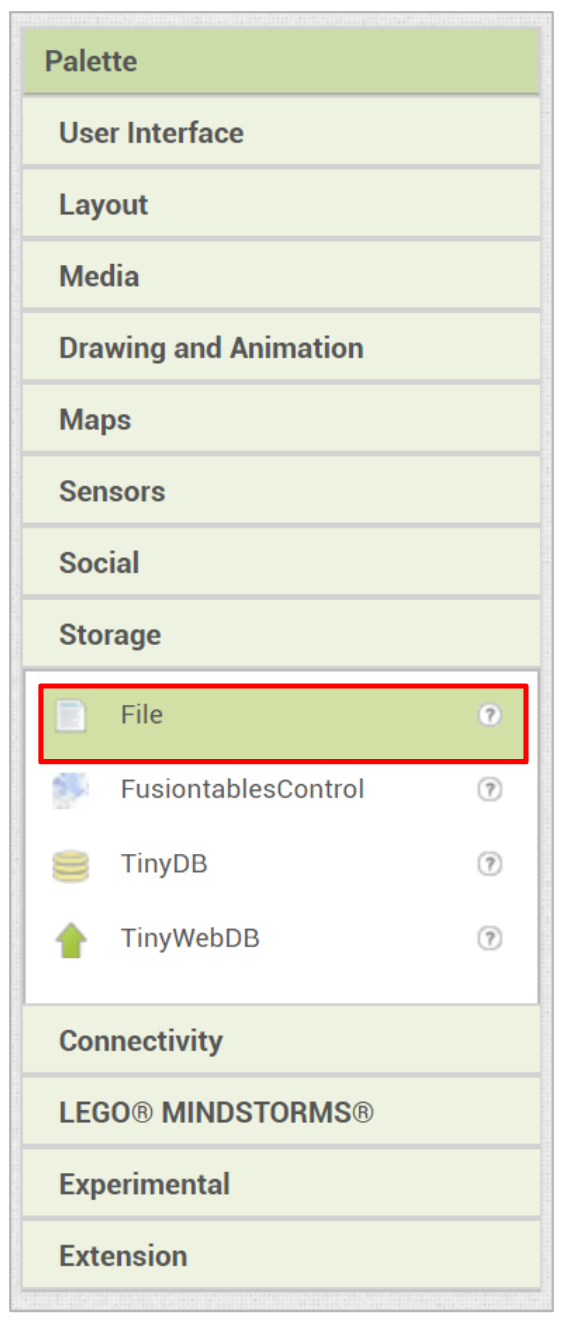 Palette
User Interface
Layout
Media
Drawing and Animation
Maps
Sensors
Social
Storage
File ?
FusiontablesControl ?
TinyDB ?
TinyWebDB ?
Connectivity
LEGO® MINDSTORMS®
Experimental
Extension